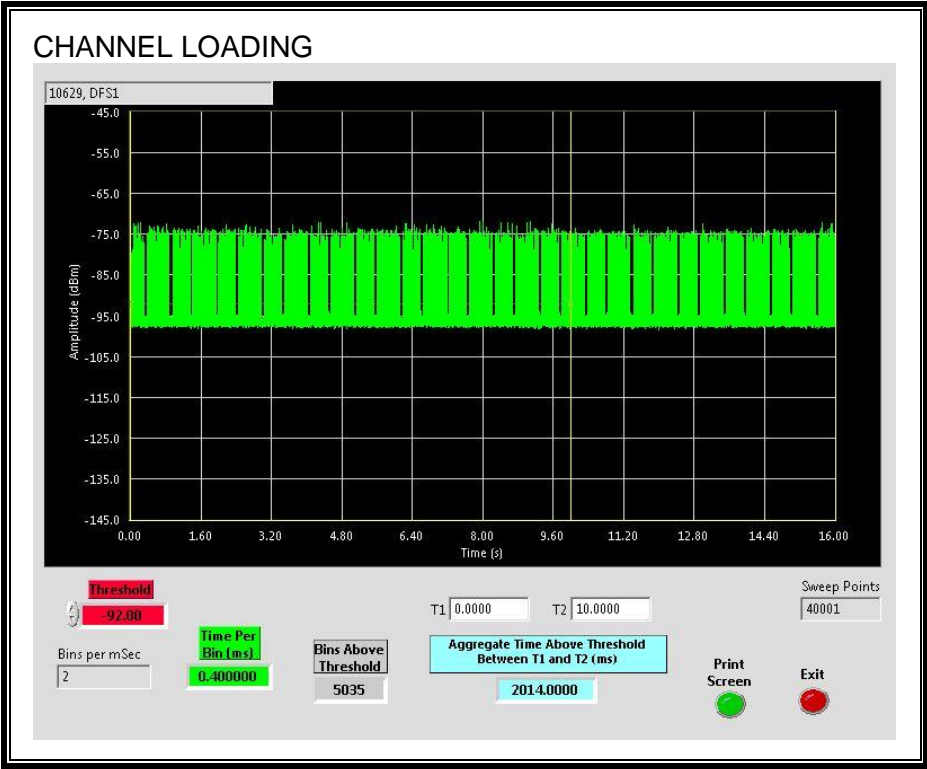 CHANNEL LOADING
10629, DFS1
-45.0
-55.0
-65.0
-75.0
-85.0
-95.0
-105.0
-115.0
-125.0
-135.0
-145.0
Amplitude (dBm)
0.00 1.60 3.20 4.80 6.40 8.00 9.60 11.20 12.80 14.40 16.00
Time (s)
Threshold
-92.00
Bins per mSec
2
Time Per
Bin (ms)
0.400000
Bins Above
Threshold
5035
T1 0.0000 T2 10.0000
Aggregate Time Above Threshold
Between T1 and T2 (ms)
2014.0000
Sweep Points
40001
Print
Screen
Exit